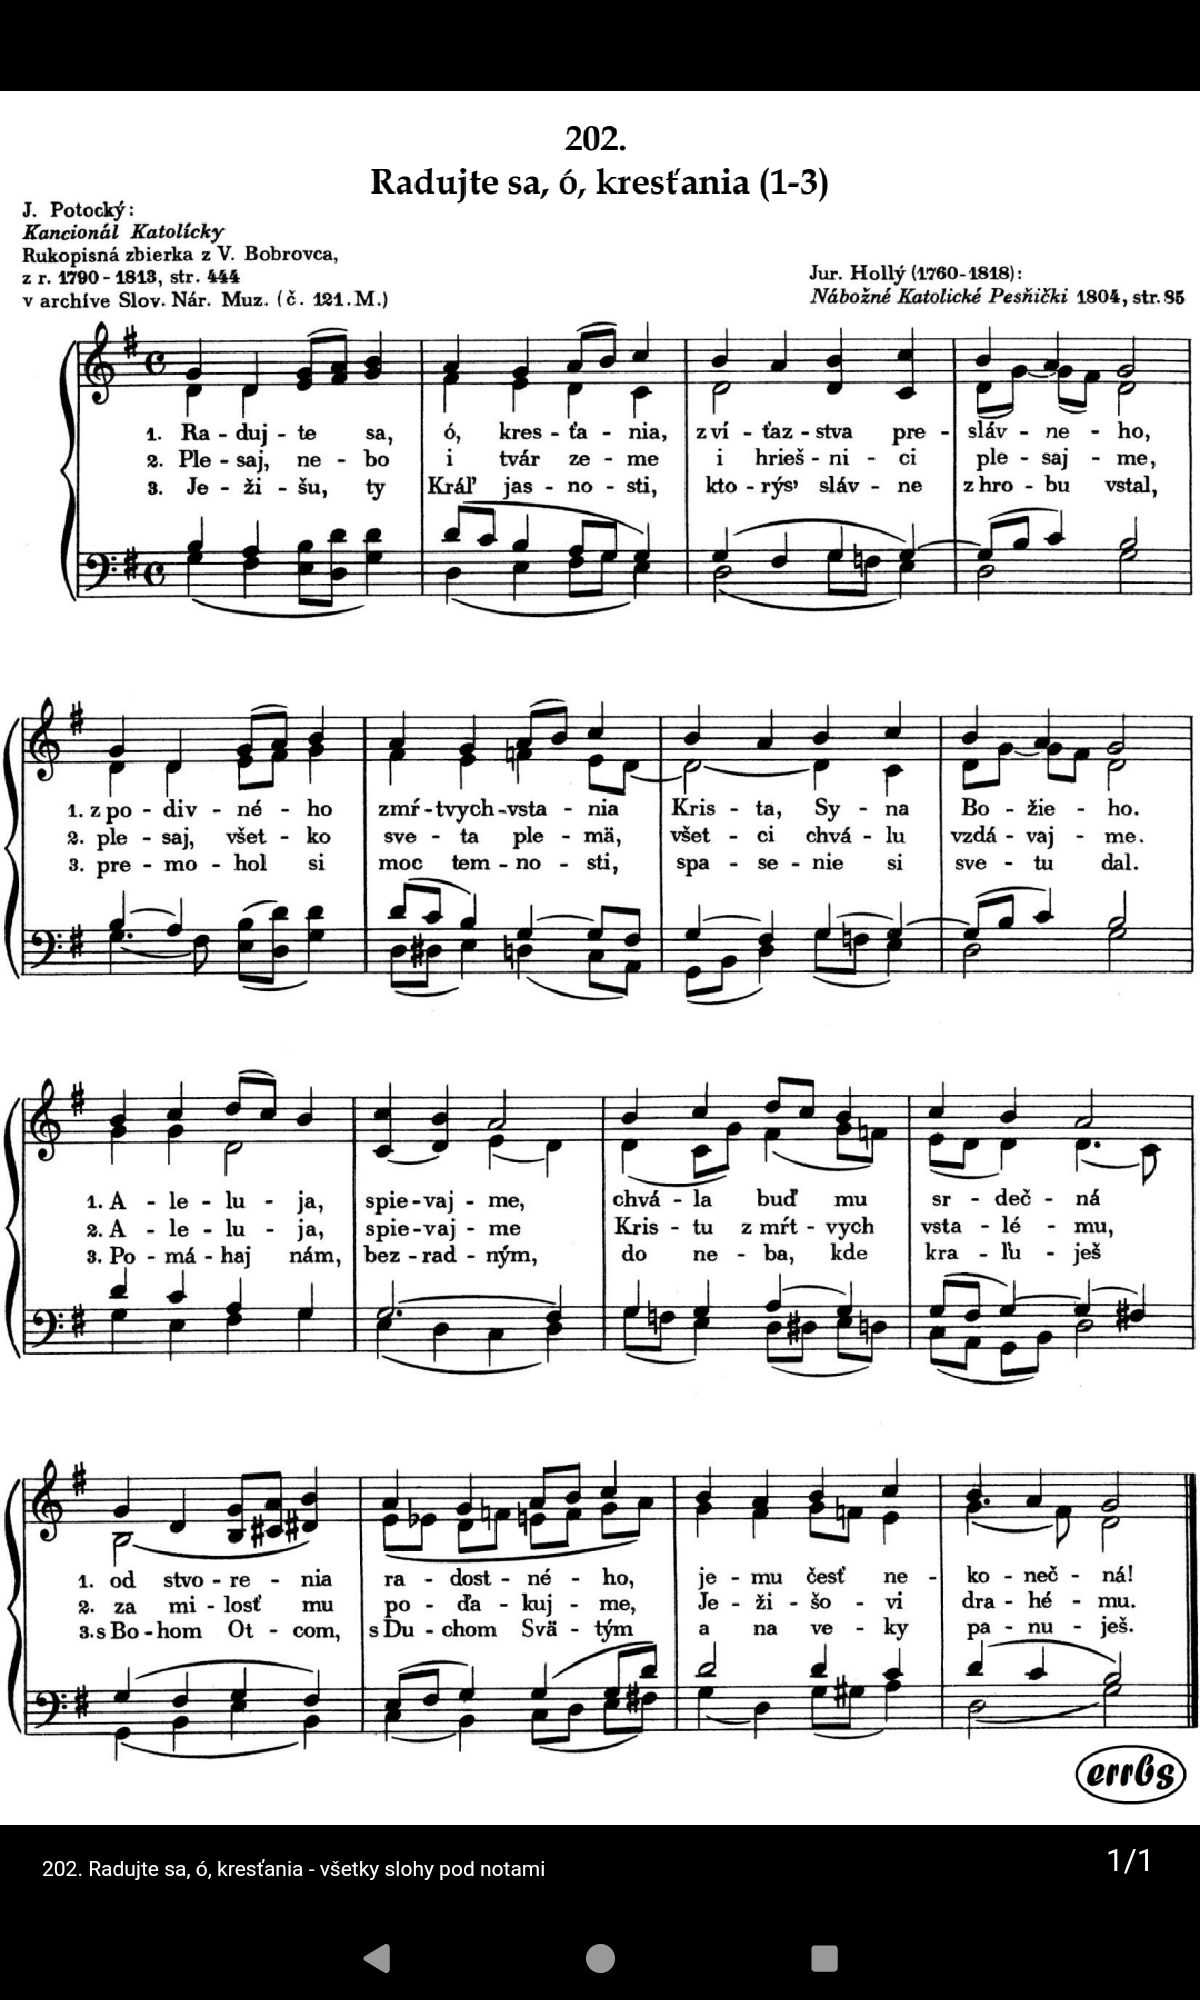 202.
Radujte sa, ó, kresťania (1-3)
J. Potocký:
Kancionál Katolícky
Rukopisná zbierka z V. Bobrovca,
z r. 1790-1813, str. 444
v archíve Slov. Nár. Muz. (č. 121.M.)
Jur. Hollý (1760-1818):
Nábožné Katolické Pesňičky 1804, str. 85
1. Ra - duj - te sa, ó, kres - ťa - nia, z ví - ťaz - stva pre - sláv - ne - ho,
2. Ple - saj, ne - bo i tvár ze - me i hrieš - ni - ci ple - saj - me,
3. Je - ži - šu, ty Kráľ jas - no - sti, kto - rýs' sláv - ne z hro - bu vstal,
1. z po - div - né - ho zmŕ - tvych - vsta - nia Kris - ta, Sy - na Bo - žie - ho.
2. ple - saj, všet - ko sve - ta ple - mä, všet - ci chvá - lu vzdá - vaj - me.
3. pre - mo - hol si moc tem - no - sti, spa - se - nie si sve - tu dal.
1. A - le - lu - ja, spie - vaj - me, chvá - la buď mu sr - deč - ná
2. A - le - lu - ja, spie - vaj - me Kris - tu z mŕt - vych vsta - lé - mu,
3. Po - má - haj nám, bez - rad - ným, do ne - ba, kde kra - ľu - ješ
1. od stvo - re - nia ra - dost - né - ho, je - mu česť ne - ko - neč - ná!
2. za mi - losť mu po - ďa - kuj - me, Je - ži - šo - vi dra - hé - mu.
3. s Bo - hom Ot - com, s Du - chom Svä - tým a na ve - ky pa - nu - ješ.
errbs
202. Radujte sa, ó, kresťania - všetky slohy pod notami
1/1